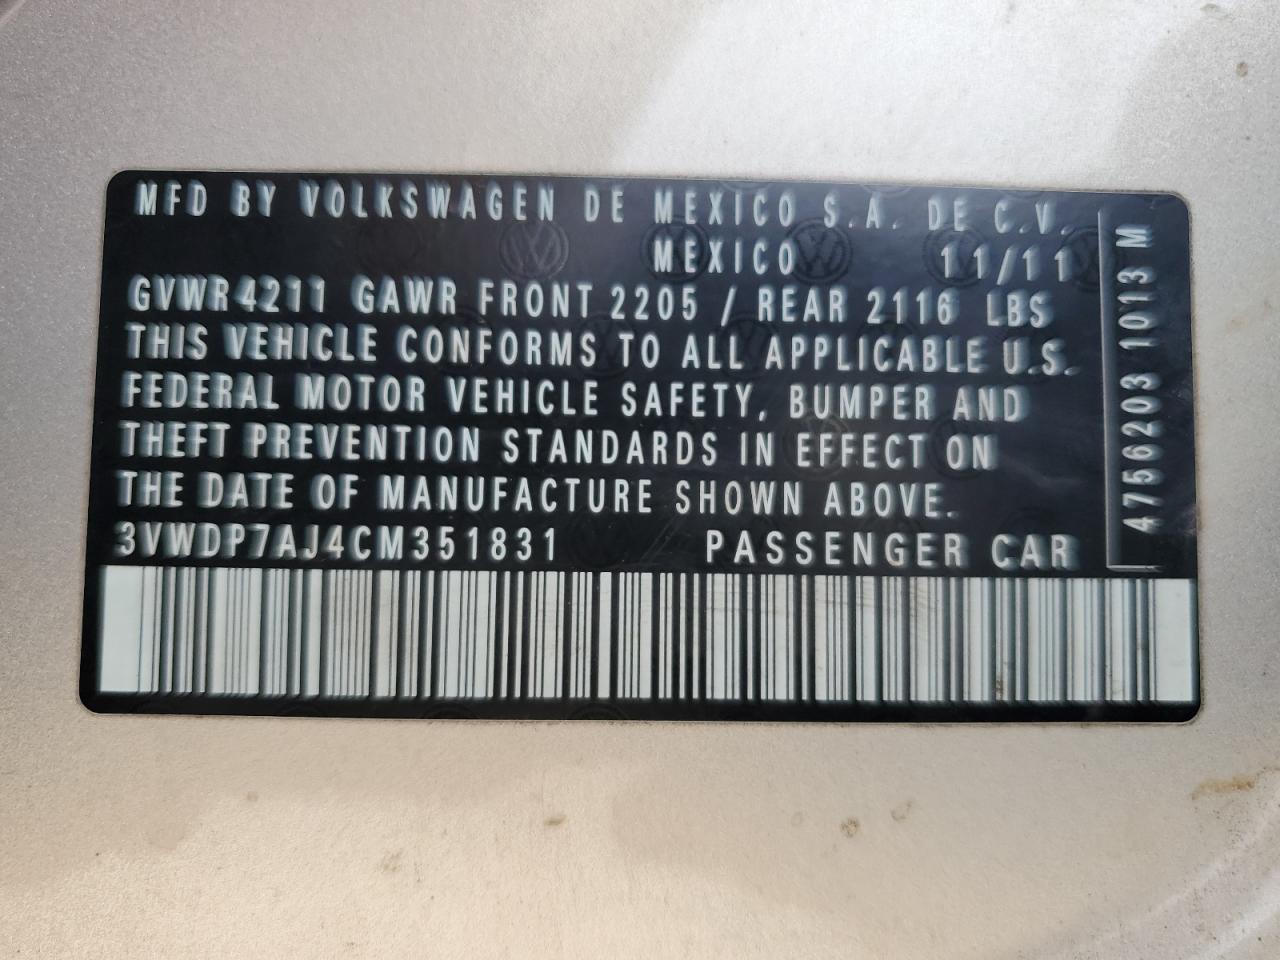 MFD BY VOLKSWAGEN DE MEXICO S.A. DE C.V.
MEXICO 11/11
GVWR4211 GAWR FRONT 2205 / REAR 2116 LBS
THIS VEHICLE CONFORMS TO ALL APPLICABLE U.S.
FEDERAL MOTOR VEHICLE SAFETY, BUMPER AND
THEFT PREVENTION STANDARDS IN EFFECT ON
THE DATE OF MANUFACTURE SHOWN ABOVE.
3VWDP7AJ4CM351831 PASSENGER CAR
4756203 1013 M